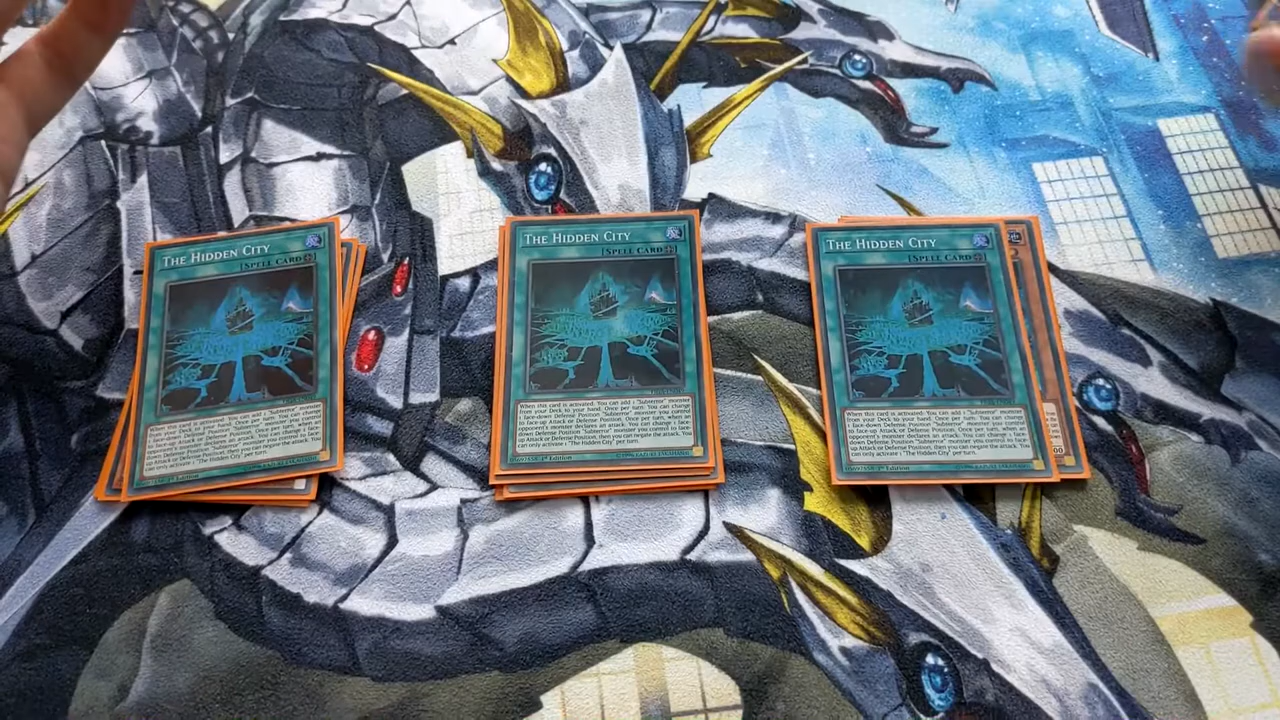 THE HIDDEN CITY
[SPELL CARD
When this card is activated: You can add 1 "Subterror" monster
from your Deck to your hand. Once per turn: You can change
1 face-down Defense Position "Subterror" monster you control
to face-up Attack or Defense Position. Once per turn, when an
opponent's monster declares an attack: You can change 1 face-
down Defense Position "Subterror" monster you control to face-
up Attack or Defense Position, then you can negate the attack. You
can only activate 1 "The Hidden City" per turn.
1st Edition
THE HIDDEN CITY
[SPELL CARD
When this card is activated: You can add 1 "Subterror" monster
from your Deck to your hand. Once per turn: You can change
1 face-down Defense Position "Subterror" monster you control
to face-up Attack or Defense Position. Once per turn, when an
opponent's monster declares an attack: You can change 1 face-
down Defense Position "Subterror" monster you control to face-
up Attack or Defense Position, then you can negate the attack. You
can only activate 1 "The Hidden City" per turn.
1st Edition
KAZUKI TAKAHASHI
THE HIDDEN CITY
[SPELL CARD
When this card is activated: You can add 1 "Subterror" monster
from your Deck to your hand. Once per turn: You can change
1 face-down Defense Position "Subterror" monster you control
to face-up Attack or Defense Position. Once per turn, when an
opponent's monster declares an attack: You can change 1 face-
down Defense Position "Subterror" monster you control to face-
up Attack or Defense Position, then you can negate the attack. You
can only activate 1 "The Hidden City" per turn.
1st Edition